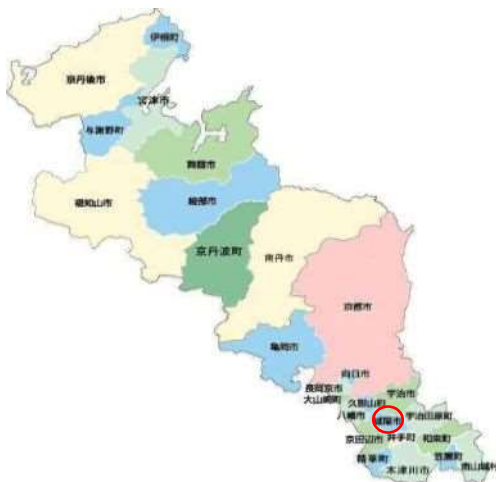 伊根町
京丹後市
宮津市
与謝野町
舞鶴市
福知山市
綾部市
京丹波町
南丹市
京都市
亀岡市
向日市
長岡京市
大山崎町
宇治市
久御山町
八幡市
城陽市
宇治田原町
京田辺市
井手町
和束町
精華町
木津川市
笠置町
南山城村